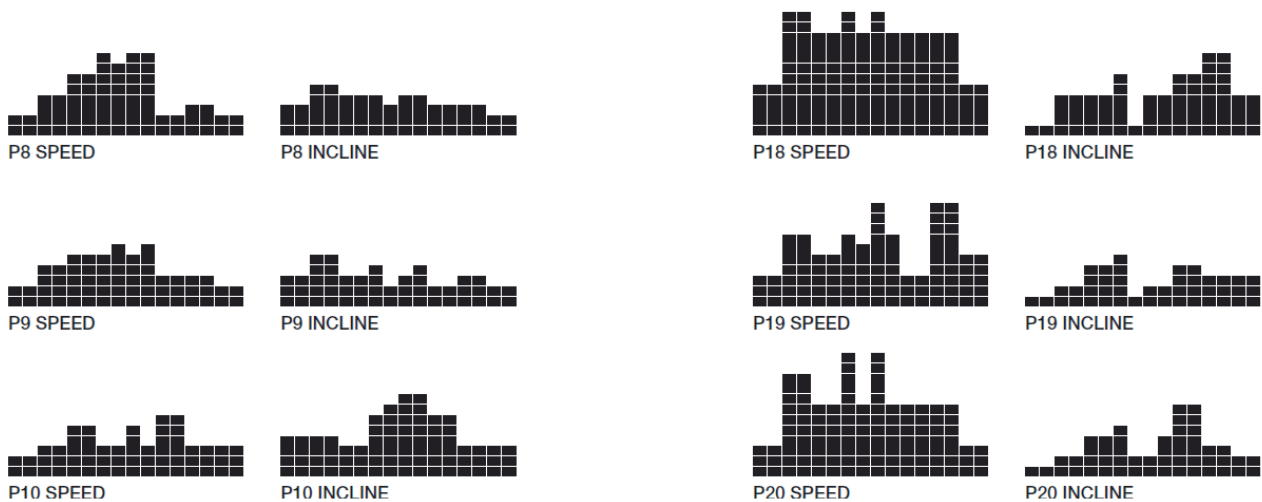 P8 SPEED
P8 INCLINE
P18 SPEED
P18 INCLINE
P9 SPEED
P9 INCLINE
P19 SPEED
P19 INCLINE
P10 SPEED
P10 INCLINE
P20 SPEED
P20 INCLINE